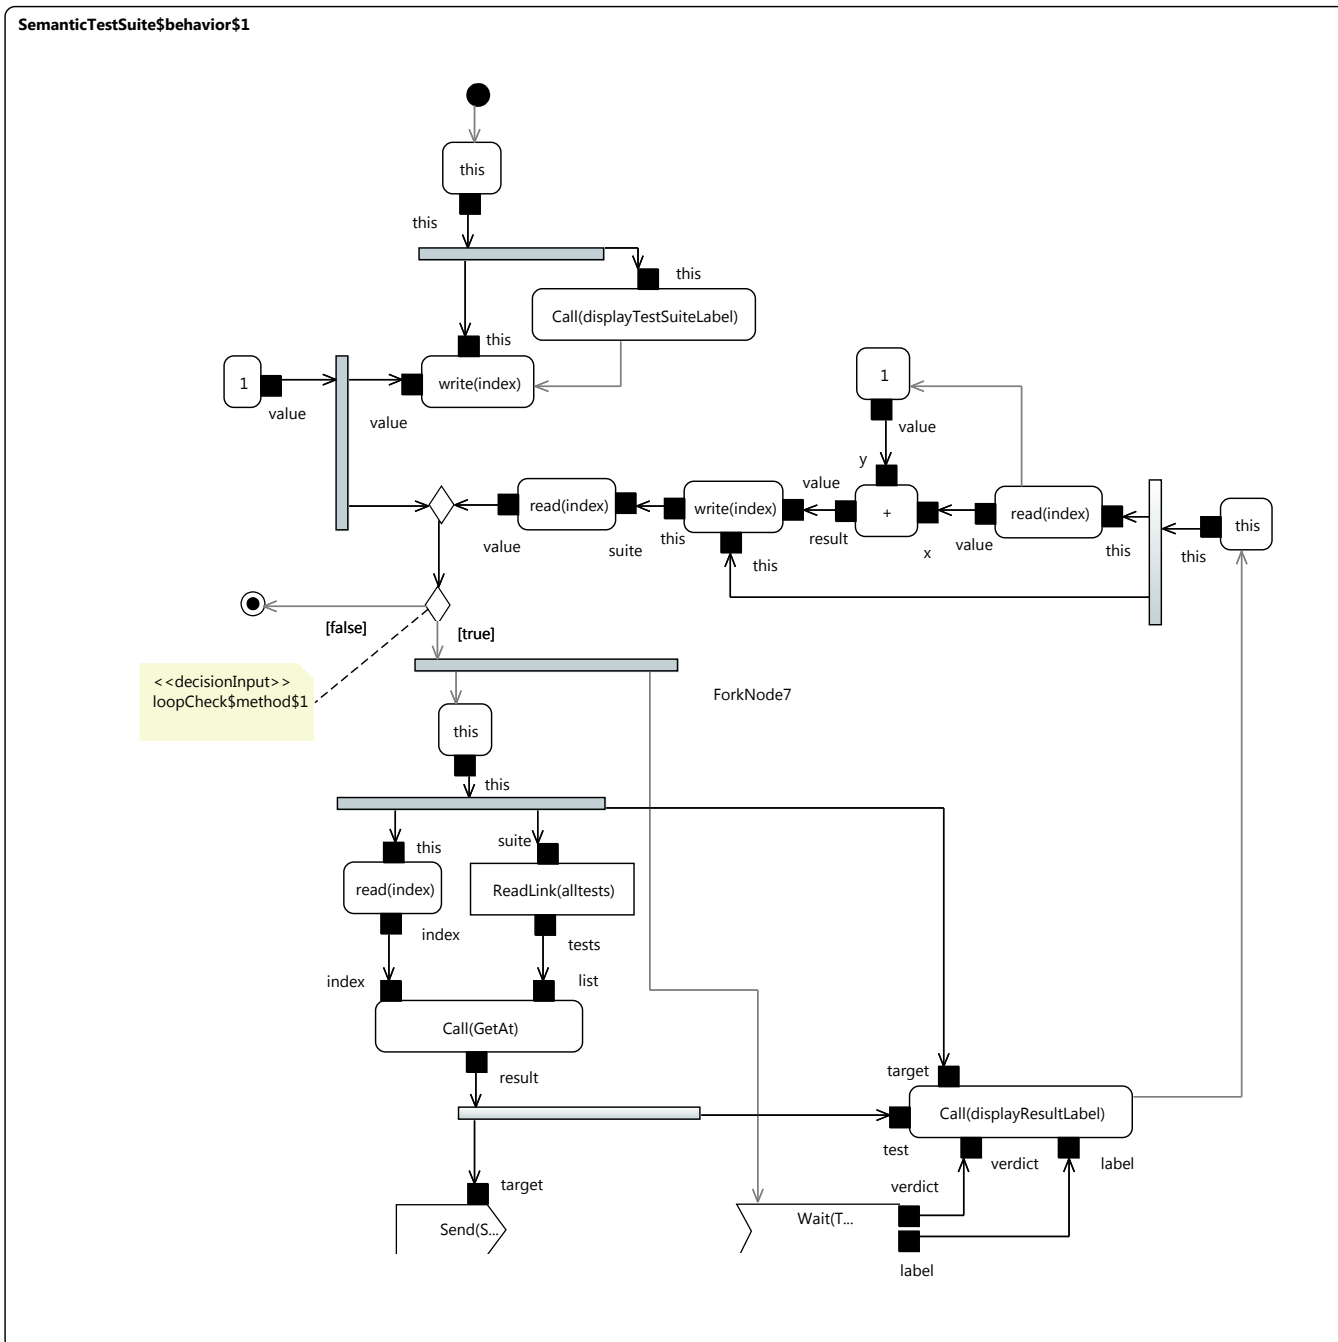 SemanticTestSuite$behavior$1
this
this
this
Call(displayTestSuiteLabel)
this
1
write(index)
value
value
1
value
y
value
read(index)
write(index)
+
read(index)
this
value
suite
this
result
x
value
this
this
this
[false]
[true]
<<decisionInput>>
loopCheck$method$1
ForkNode7
this
this
suite
this
read(index)
ReadLink(alltests)
index
tests
index
list
Call(GetAt)
result
target
Call(displayResultLabel)
test
verdict
label
target
verdict
Send(S...
Wait(T...
label